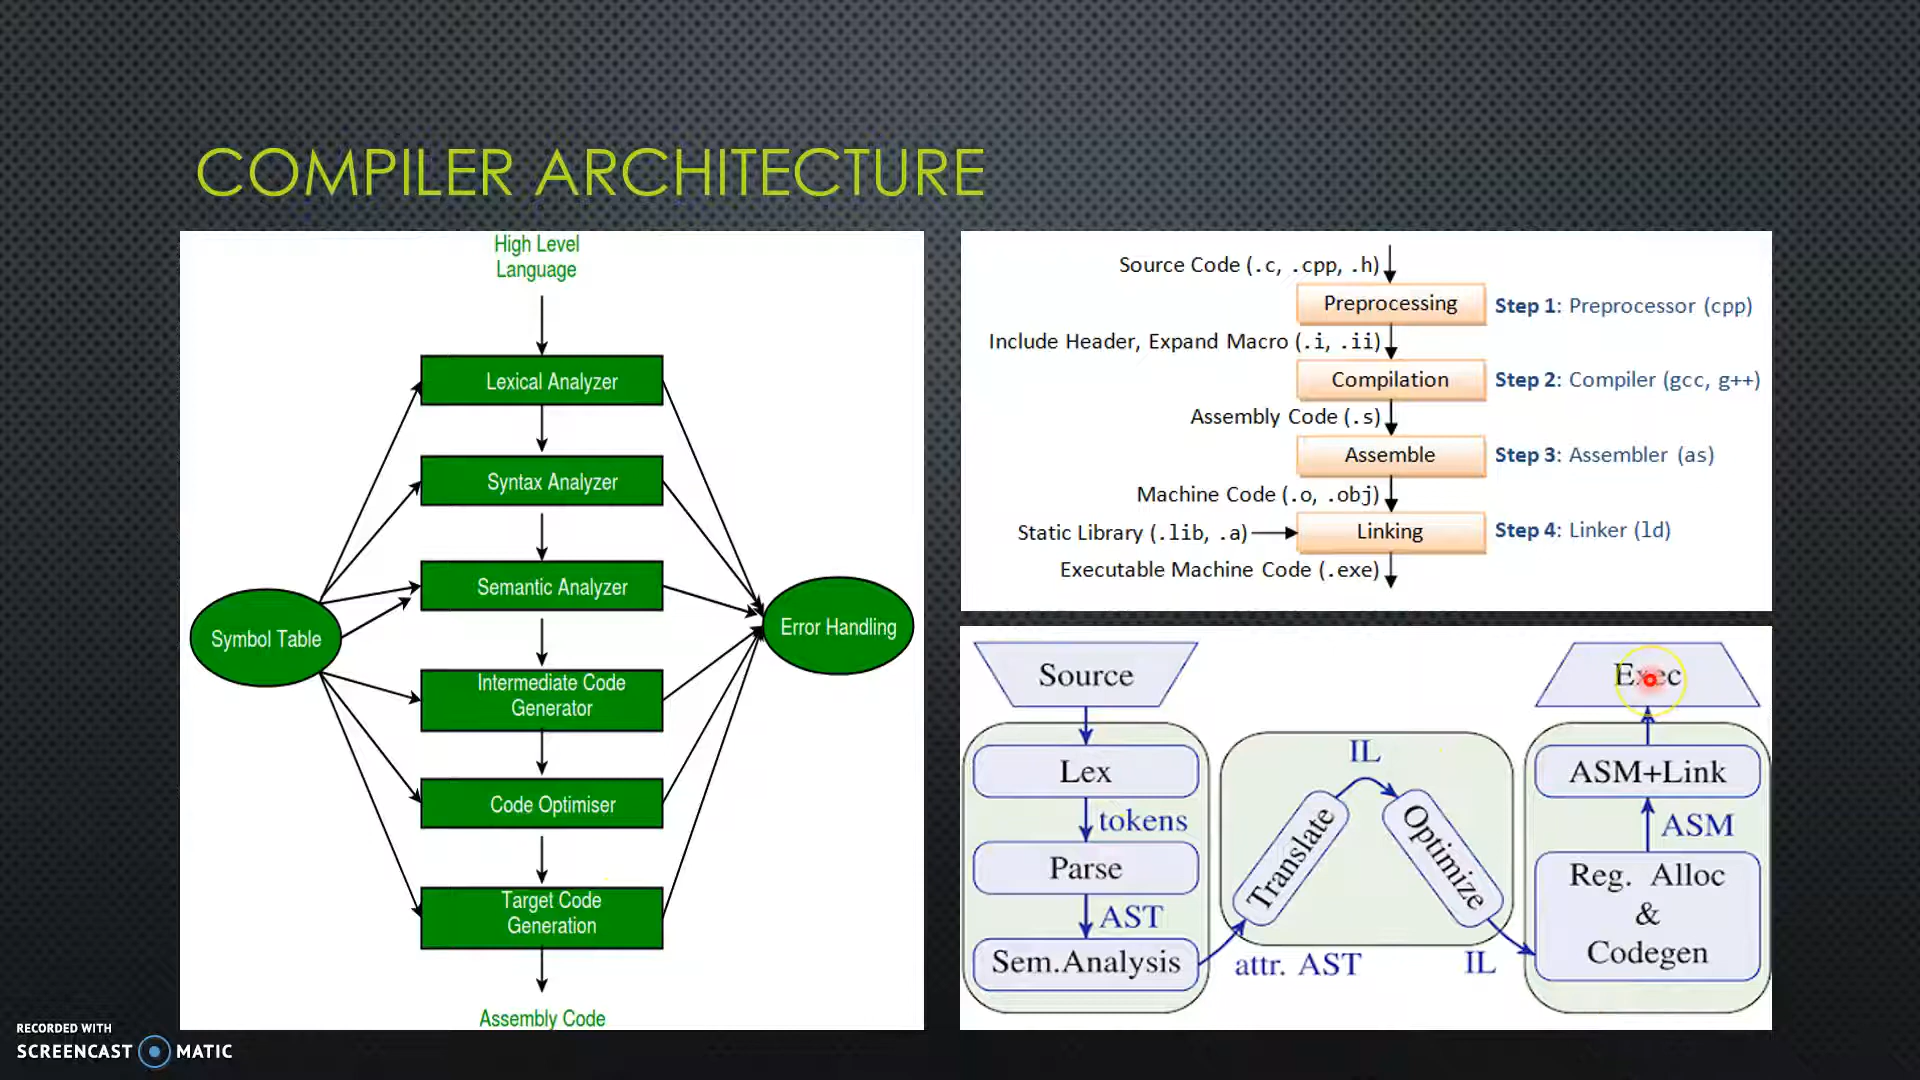 COMPILER ARCHITECTURE
High Level
Language
Lexical Analyzer
Syntax Analyzer
Semantic Analyzer
Symbol Table
Error Handling
Intermediate Code
Generator
Code Optimiser
Target Code
Generation
Assembly Code
Source Code (.c, .cpp, .h)
Preprocessing
Step 1: Preprocessor (cpp)
Include Header, Expand Macro (.i, .ii)
Compilation
Step 2: Compiler (gcc, g++)
Assembly Code (.s)
Assemble
Step 3: Assembler (as)
Machine Code (.o, .obj)
Static Library (.lib, .a)
Linking
Step 4: Linker (ld)
Executable Machine Code (.exe)
Source
Lex
tokens
Parse
AST
Sem.Analysis
attr. AST
Translate
IL
Optimize
IL
Exec
ASM+Link
ASM
Reg. Alloc
&
Codegen
RECORDED WITH
SCREENCAST MATIC